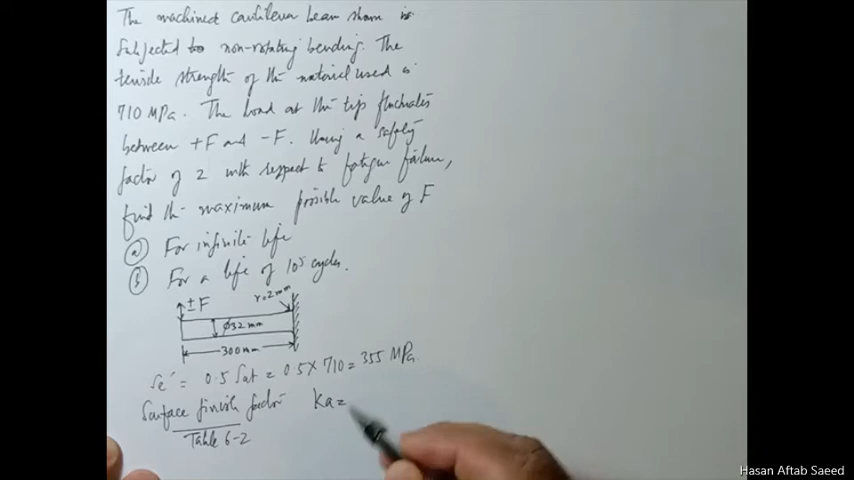 The machined cantilever beam shown is
subjected to non-rotating bending. The
tensile strength of the material used is
710 MPa. The load at the tip fluctuates
between +F and -F. Using a safety
factor of 2 with respect to fatigue failure,
find the maximum possible value of F
(a) For infinite life
(b) For a life of 10⁵ cycles.
r=2mm
±F
ϕ32mm
300mm
Se' = 0.5 Sut = 0.5 x 710 = 355 MPa
Surface finish factor Ka=
Table 6-2
Hasan Aftab Saeed